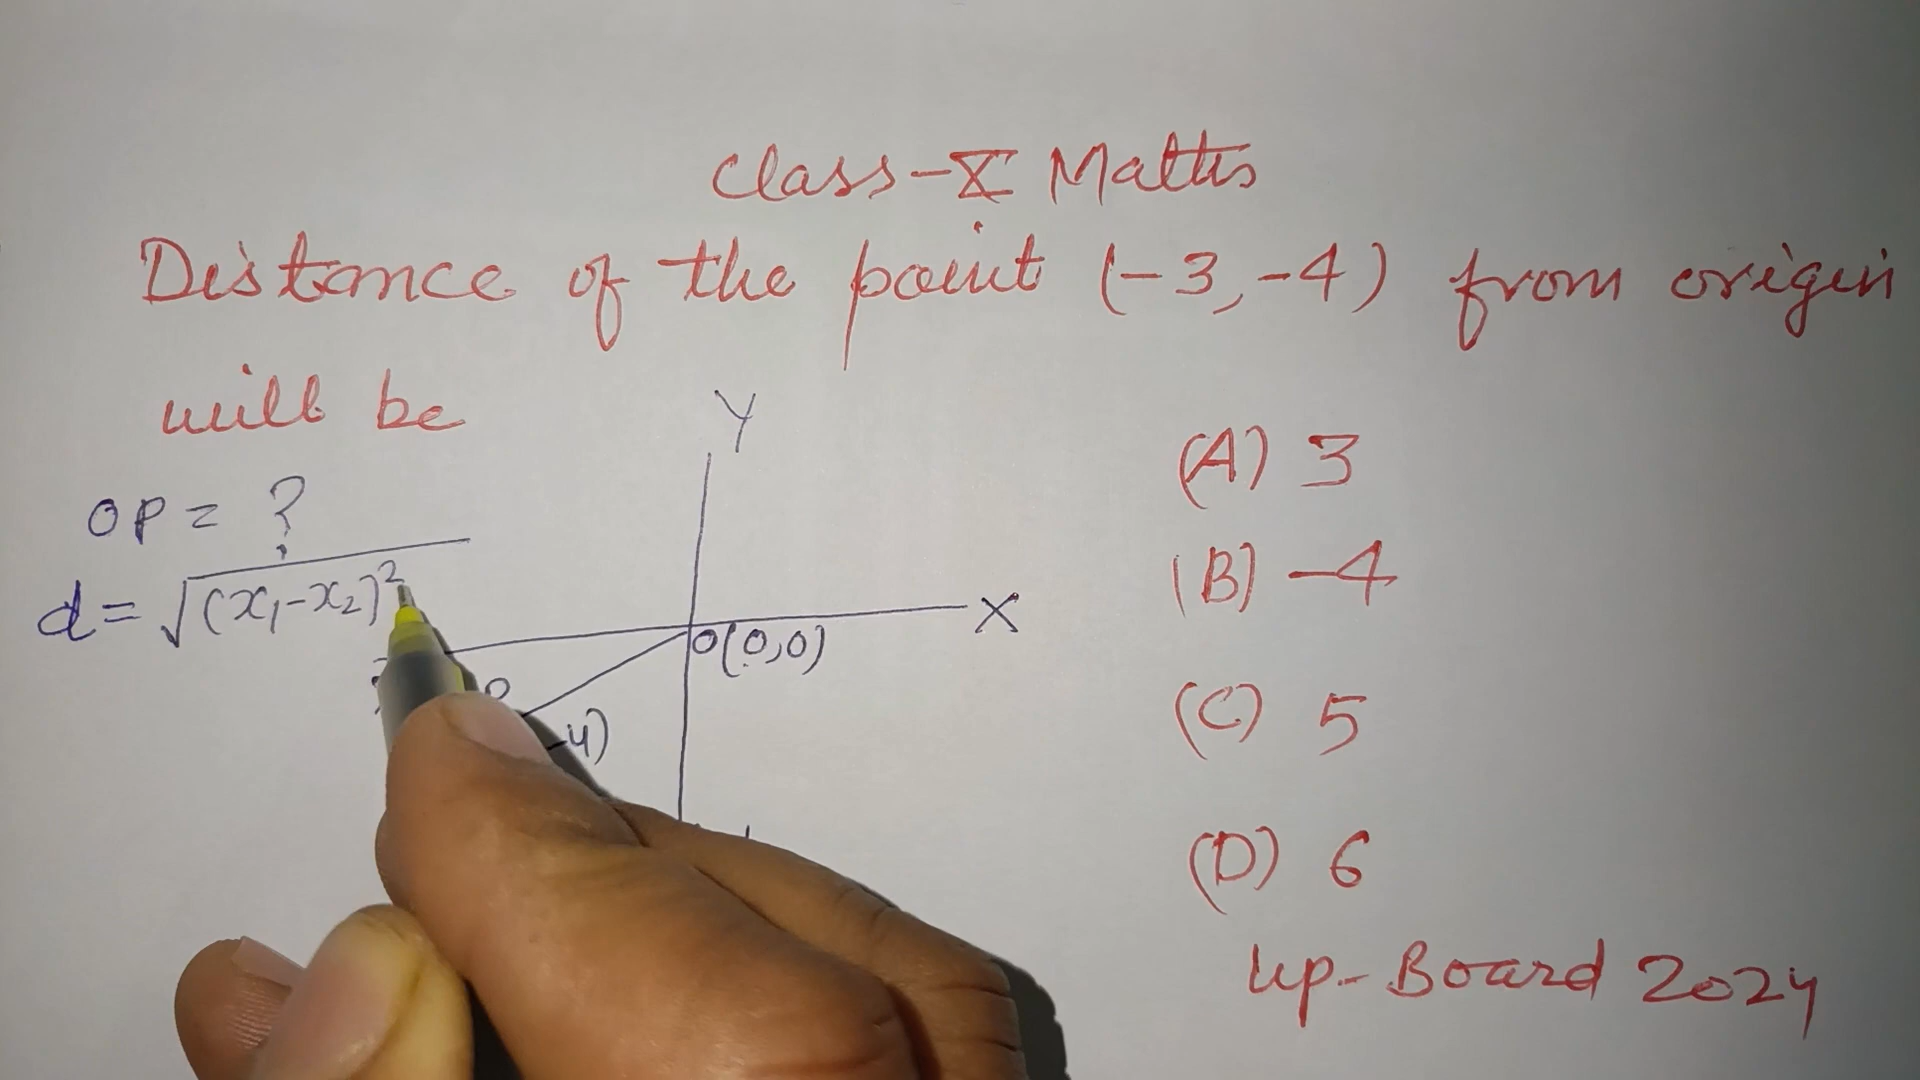 Class-X Maths
Distance of the point (-3,-4) from origin
will be
OP = ?
d = √(x₁-x₂)²
Y
X
O(0,0)
P
-4)
(A) 3
(B) -4
(C) 5
(D) 6
Up-Board 2024